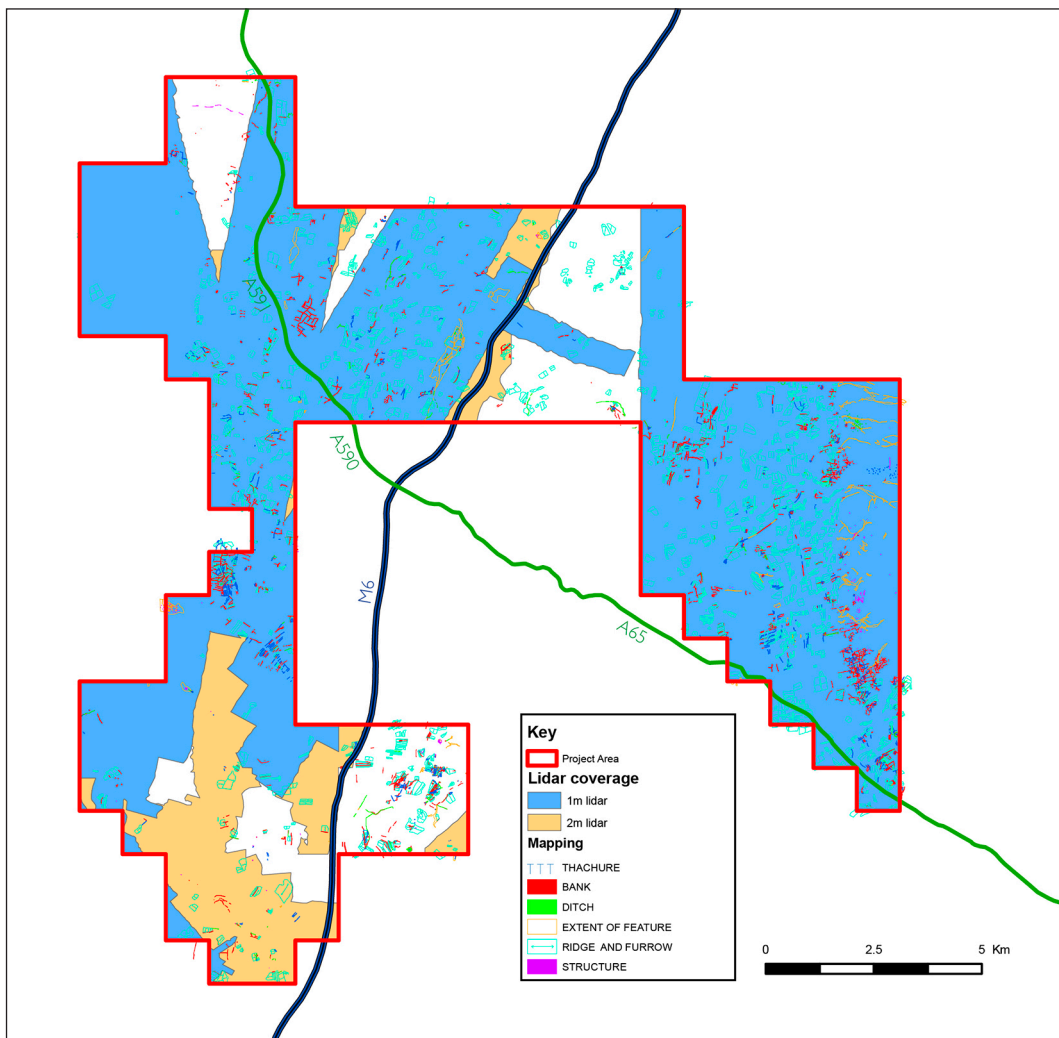 A591
A590
M6
A65
Key
Project Area
Lidar coverage
1m lidar
2m lidar
Mapping
TTT THACHURE
BANK
DITCH
EXTENT OF FEATURE
RIDGE AND FURROW
STRUCTURE
0 2.5 5 Km